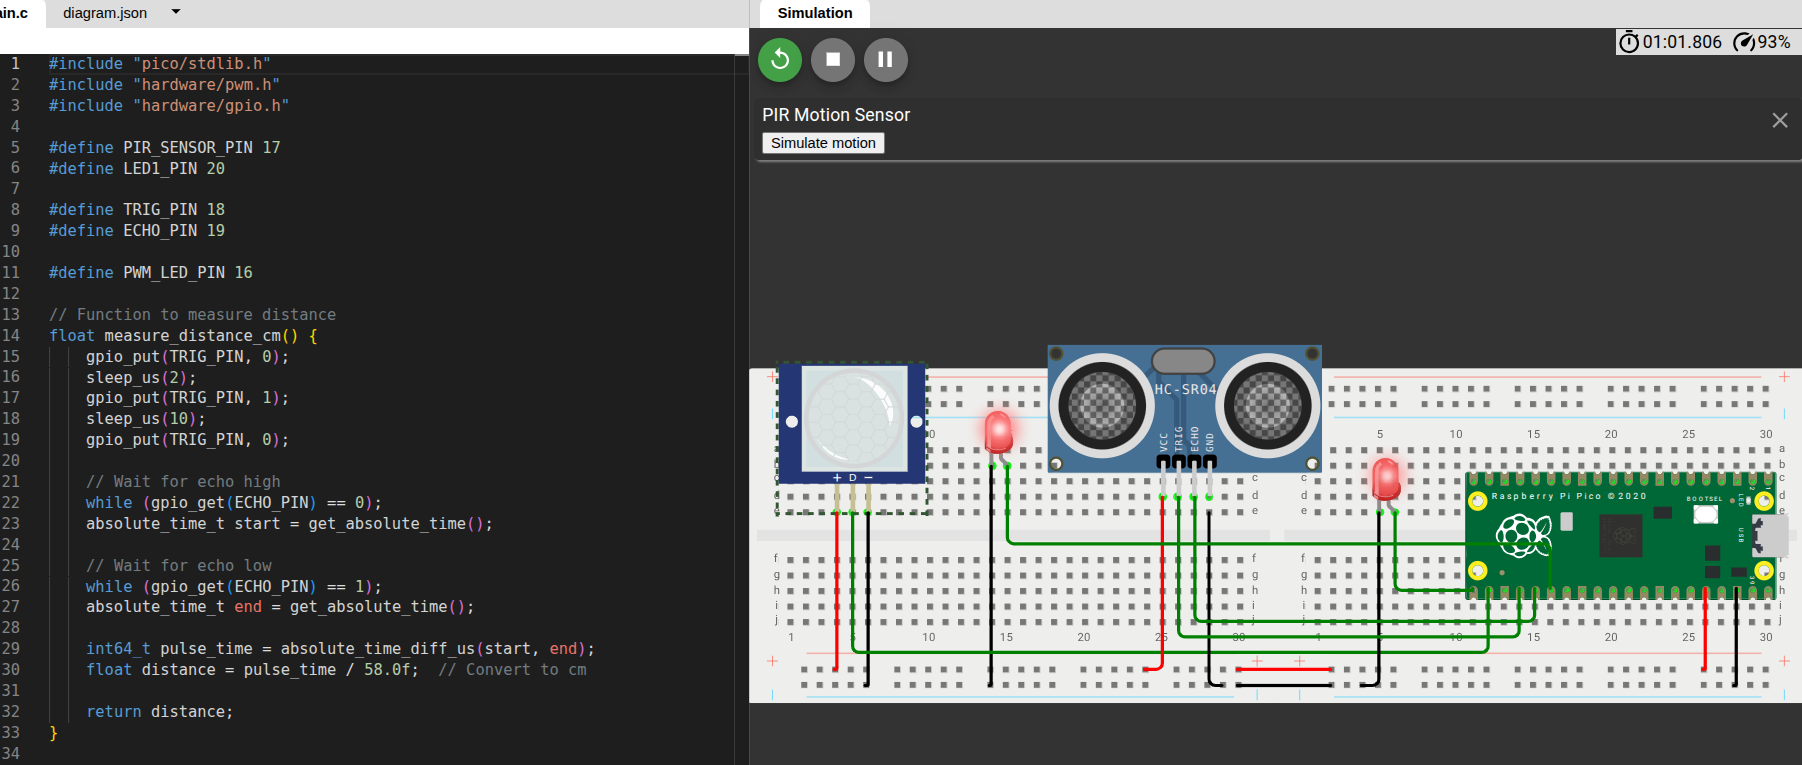 ain.c diagram.json
1 #include "pico/stdlib.h"
2 #include "hardware/pwm.h"
3 #include "hardware/gpio.h"
4
5 #define PIR_SENSOR_PIN 17
6 #define LED1_PIN 20
7
8 #define TRIG_PIN 18
9 #define ECHO_PIN 19
10
11 #define PWM_LED_PIN 16
12
13 // Function to measure distance
14 float measure_distance_cm() {
15 gpio_put(TRIG_PIN, 0);
16 sleep_us(2);
17 gpio_put(TRIG_PIN, 1);
18 sleep_us(10);
19 gpio_put(TRIG_PIN, 0);
20
21 // Wait for echo high
22 while (gpio_get(ECHO_PIN) == 0);
23 absolute_time_t start = get_absolute_time();
24
25 // Wait for echo low
26 while (gpio_get(ECHO_PIN) == 1);
27 absolute_time_t end = get_absolute_time();
28
29 int64_t pulse_time = absolute_time_diff_us(start, end);
30 float distance = pulse_time / 58.0f; // Convert to cm
31
32 return distance;
33 }
34
Simulation
01:01.806 93%
PIR Motion Sensor
Simulate motion
+ D −
HC-SR04
VCC
TRIG
ECHO
GND
5 10 15 20 25 30
a
b
c c c
d d d
e e e
Raspberry Pi Pico ©2020
BOOTSEL
LED
USB
f f f
g g g
h h h
i i i
j j j
1 5 10 15 20 25 30 1 5 10 15 20 25 30